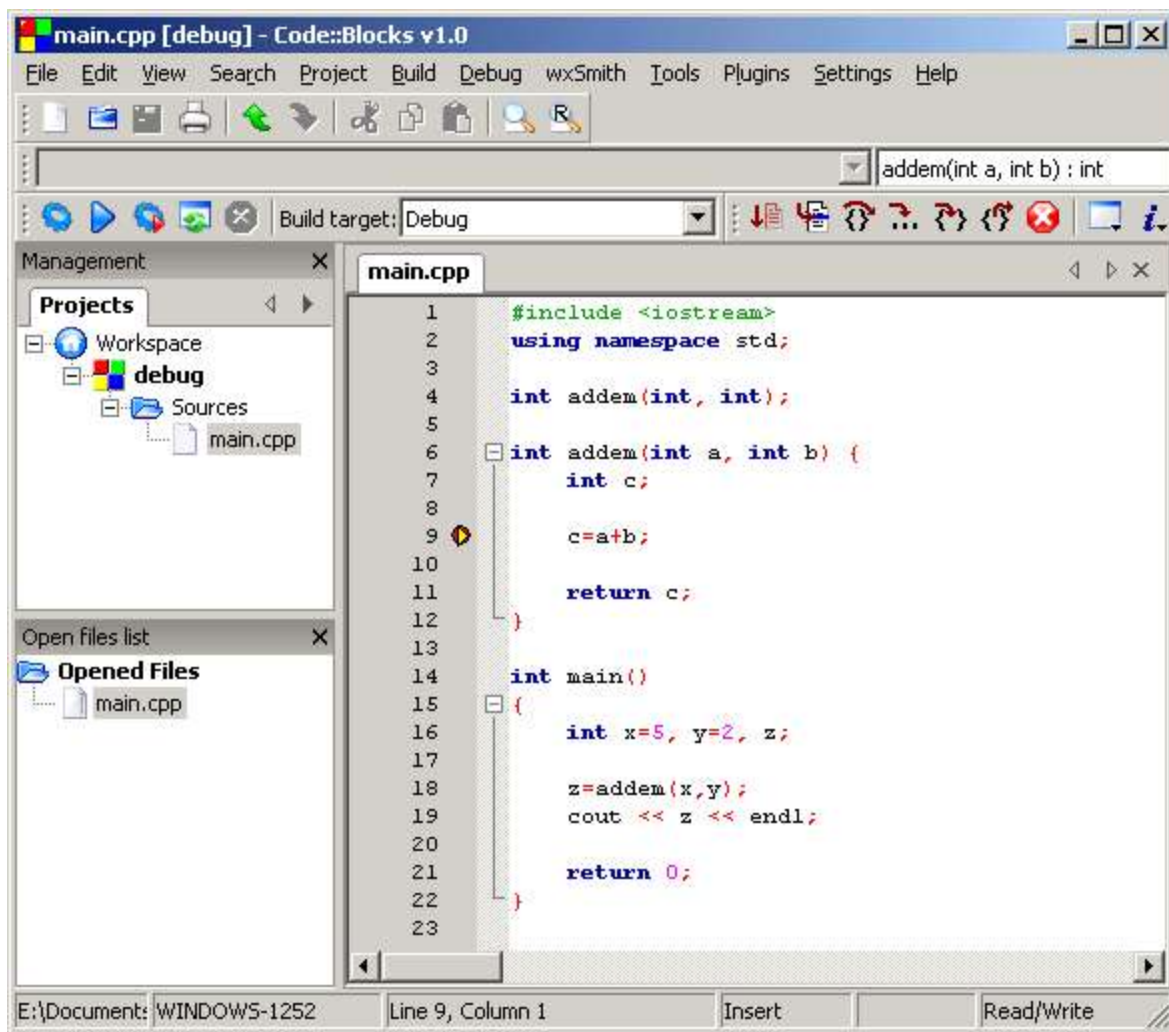 main.cpp [debug] - Code::Blocks v1.0
File Edit View Search Project Build Debug wxSmith Tools Plugins Settings Help
addem(int a, int b) : int
Build target: Debug
Management
Projects
Workspace
debug
Sources
main.cpp
Open files list
Opened Files
main.cpp
main.cpp
1 #include <iostream>
2 using namespace std;
3
4 int addem(int, int);
5
6 int addem(int a, int b) {
7 int c;
8
9 c=a+b;
10
11 return c;
12 }
13
14 int main()
15 {
16 int x=5, y=2, z;
17
18 z=addem(x,y);
19 cout << z << endl;
20
21 return 0;
22 }
23
E:\Document: WINDOWS-1252 Line 9, Column 1 Insert Read/Write